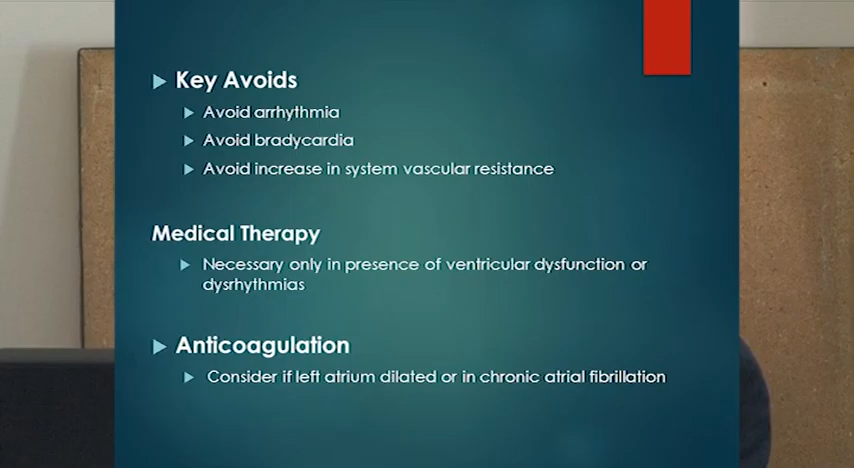 Key Avoids
Avoid arrhythmia
Avoid bradycardia
Avoid increase in system vascular resistance
Medical Therapy
Necessary only in presence of ventricular dysfunction or
dysrhythmias
Anticoagulation
Consider if left atrium dilated or in chronic atrial fibrillation